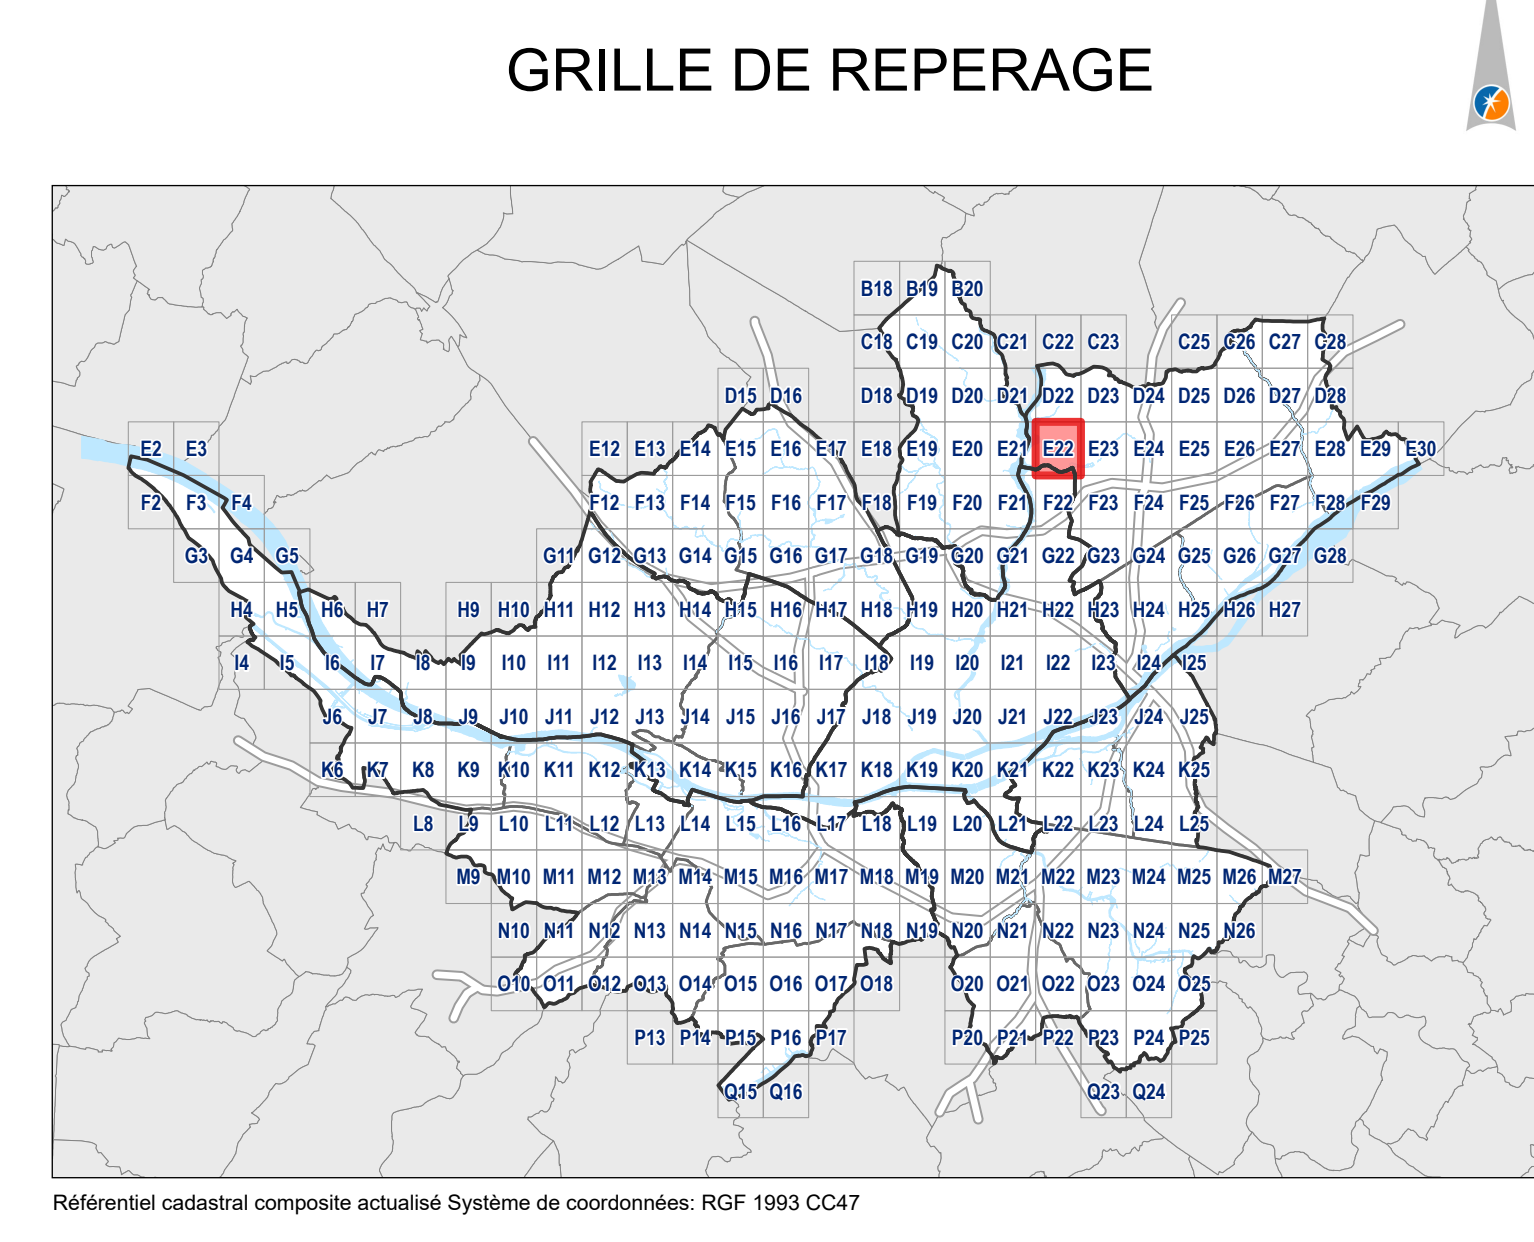 GRILLE DE REPERAGE
B18 B19 B20
C18 C19 C20 C21 C22 C23 C25 C26 C27 C28
D15 D16 D18 D19 D20 D21 D22 D23 D24 D25 D26 D27 D28
E2 E3 E12 E13 E14 E15 E16 E17 E18 E19 E20 E21 E22 E23 E24 E25 E26 E27 E28 E29 E30
F2 F3 F4 F12 F13 F14 F15 F16 F17 F18 F19 F20 F21 F22 F23 F24 F25 F26 F27 F28 F29
G3 G4 G5 G11 G12 G13 G14 G15 G16 G17 G18 G19 G20 G21 G22 G23 G24 G25 G26 G27 G28
H4 H5 H6 H7 H9 H10 H11 H12 H13 H14 H15 H16 H17 H18 H19 H20 H21 H22 H23 H24 H25 H26 H27
I4 I5 I6 I7 I8 I9 I10 I11 I12 I13 I14 I15 I16 I17 I18 I19 I20 I21 I22 I23 I24 I25
J6 J7 J8 J9 J10 J11 J12 J13 J14 J15 J16 J17 J18 J19 J20 J21 J22 J23 J24 J25
K6 K7 K8 K9 K10 K11 K12 K13 K14 K15 K16 K17 K18 K19 K20 K21 K22 K23 K24 K25
L8 L9 L10 L11 L12 L13 L14 L15 L16 L17 L18 L19 L20 L21 L22 L23 L24 L25
M9 M10 M11 M12 M13 M14 M15 M16 M17 M18 M19 M20 M21 M22 M23 M24 M25 M26 M27
N10 N11 N12 N13 N14 N15 N16 N17 N18 N19 N20 N21 N22 N23 N24 N25 N26
O10 O11 O12 O13 O14 O15 O16 O17 O18 O20 O21 O22 O23 O24 O25
P13 P14 P15 P16 P17 P20 P21 P22 P23 P24 P25
Q15 Q16 Q23 Q24
Référentiel cadastral composite actualisé Système de coordonnées: RGF 1993 CC47